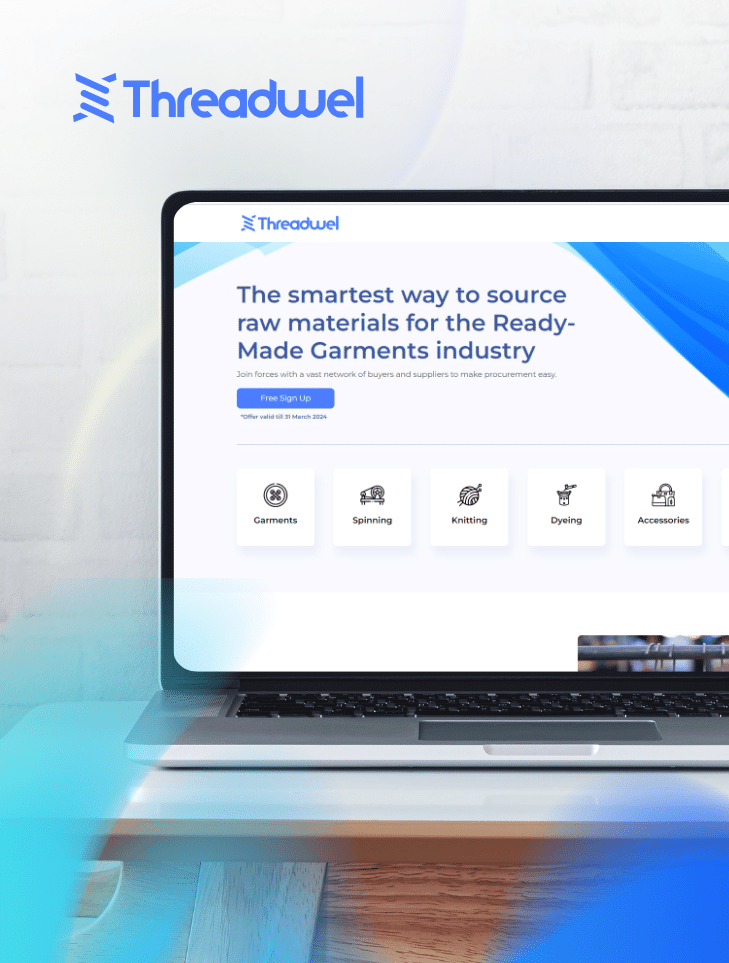 Threadwel
Threadwel
The smartest way to source
raw materials for the Ready-
Made Garments industry
Join forces with a vast network of buyers and suppliers to make procurement easy.
Free Sign Up
*Offer valid till 31 March 2024
Garments
Spinning
Knitting
Dyeing
Accessories